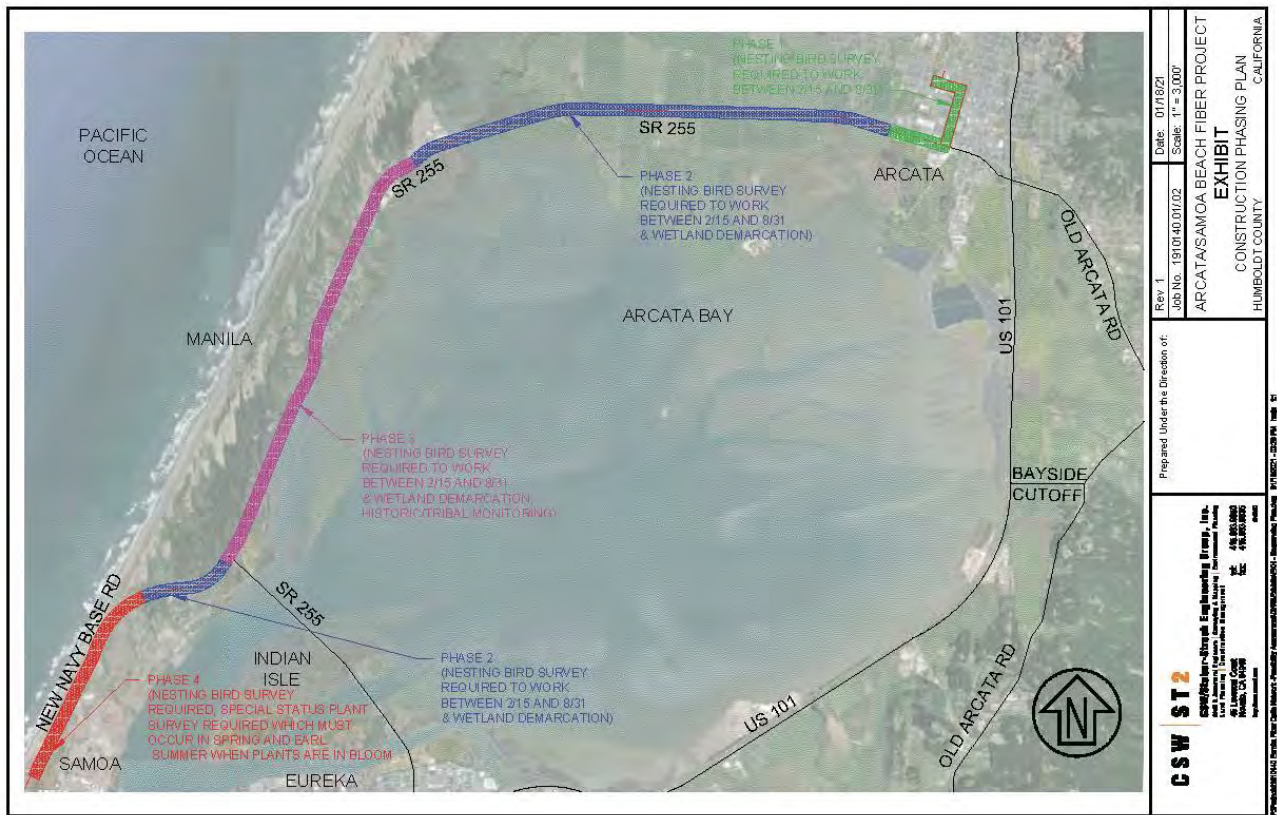 PACIFIC
OCEAN
PHASE 1
(NESTING BIRD SURVEY
REQUIRED TO WORK
BETWEEN 2/15 AND 8/31)
SR 255
SR 255
ARCATA
PHASE 2
(NESTING BIRD SURVEY
REQUIRED TO WORK
BETWEEN 2/15 AND 8/31
& WETLAND DEMARCATION)
OLD ARCATA RD
US 101
ARCATA BAY
MANILA
PHASE 3
(NESTING BIRD SURVEY
REQUIRED TO WORK
BETWEEN 2/15 AND 8/31
& WETLAND DEMARCATION,
HISTORIC/TRIBAL MONITORING)
BAYSIDE
CUTOFF
NEW NAVY BASE RD
SR 255
INDIAN
ISLE
PHASE 2
(NESTING BIRD SURVEY
REQUIRED TO WORK
BETWEEN 2/15 AND 8/31
& WETLAND DEMARCATION)
PHASE 4
(NESTING BIRD SURVEY
REQUIRED, SPECIAL STATUS PLANT
SURVEY REQUIRED WHICH MUST
OCCUR IN SPRING AND EARL
SUMMER WHEN PLANTS ARE IN BLOOM
SAMOA
EUREKA
US 101
OLD ARCATA RD
N
Rev. 1
Date: 01/18/21
Job No. 1910140.01/.02
Scale: 1" = 3,000'
ARCATA/SAMOA BEACH FIBER PROJECT
EXHIBIT
CONSTRUCTION PHASING PLAN
HUMBOLDT COUNTY
CALIFORNIA
Prepared Under the Direction of:
CSW ST2
CSW/Stuber-Stroeh Engineering Group, Inc.